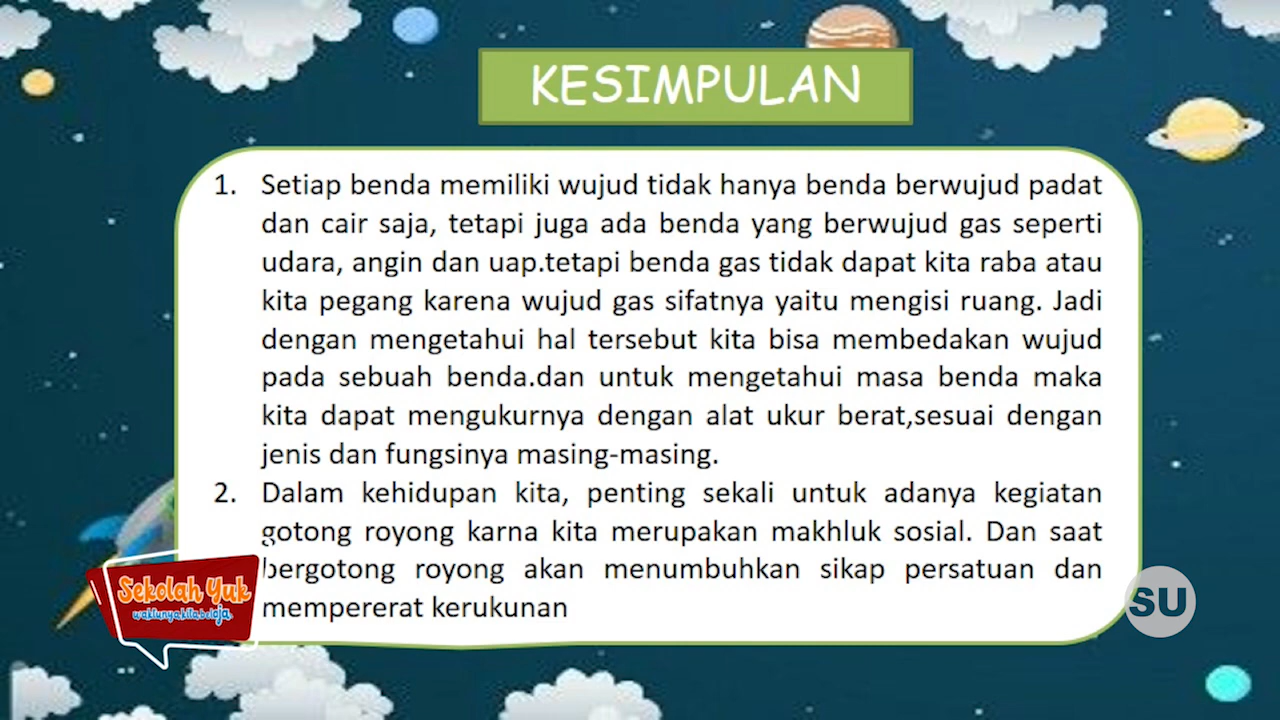 KESIMPULAN
1. Setiap benda memiliki wujud tidak hanya benda berwujud padat
dan cair saja, tetapi juga ada benda yang berwujud gas seperti
udara, angin dan uap.tetapi benda gas tidak dapat kita raba atau
kita pegang karena wujud gas sifatnya yaitu mengisi ruang. Jadi
dengan mengetahui hal tersebut kita bisa membedakan wujud
pada sebuah benda.dan untuk mengetahui masa benda maka
kita dapat mengukurnya dengan alat ukur berat,sesuai dengan
jenis dan fungsinya masing-masing.
2. Dalam kehidupan kita, penting sekali untuk adanya kegiatan
gotong royong karna kita merupakan makhluk sosial. Dan saat
bergotong royong akan menumbuhkan sikap persatuan dan
mempererat kerukunan
Sekolah Yuk
waktunya kita belajar
SU